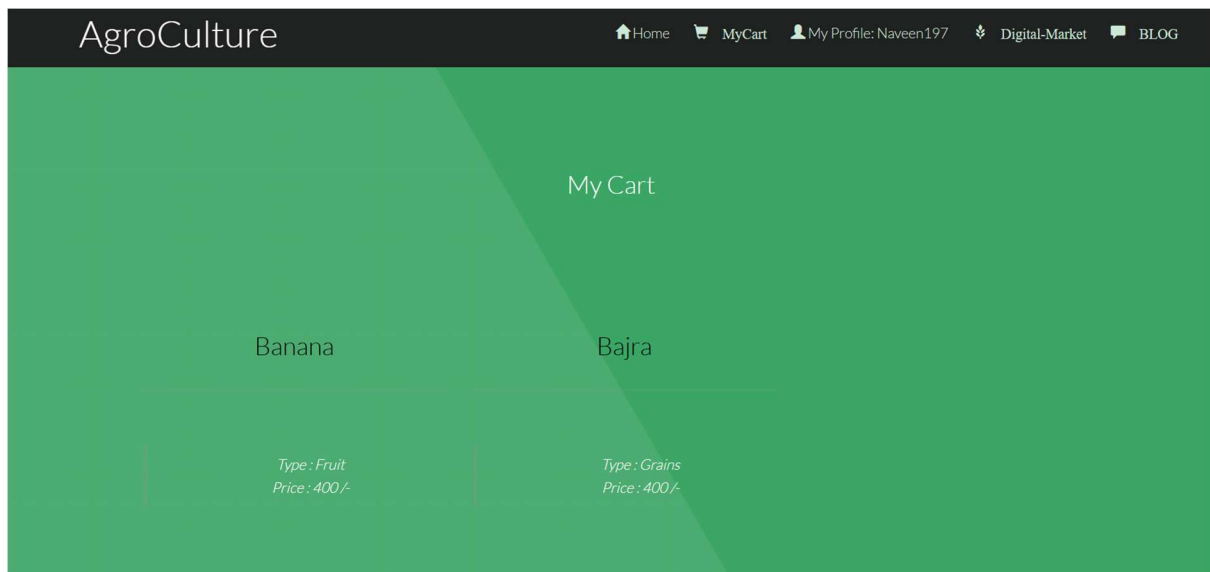 AgroCulture
Home MyCart My Profile: Naveen197 Digital-Market BLOG
My Cart
Banana Bajra
Type : Fruit Type : Grains
Price : 400 /- Price : 400 /-